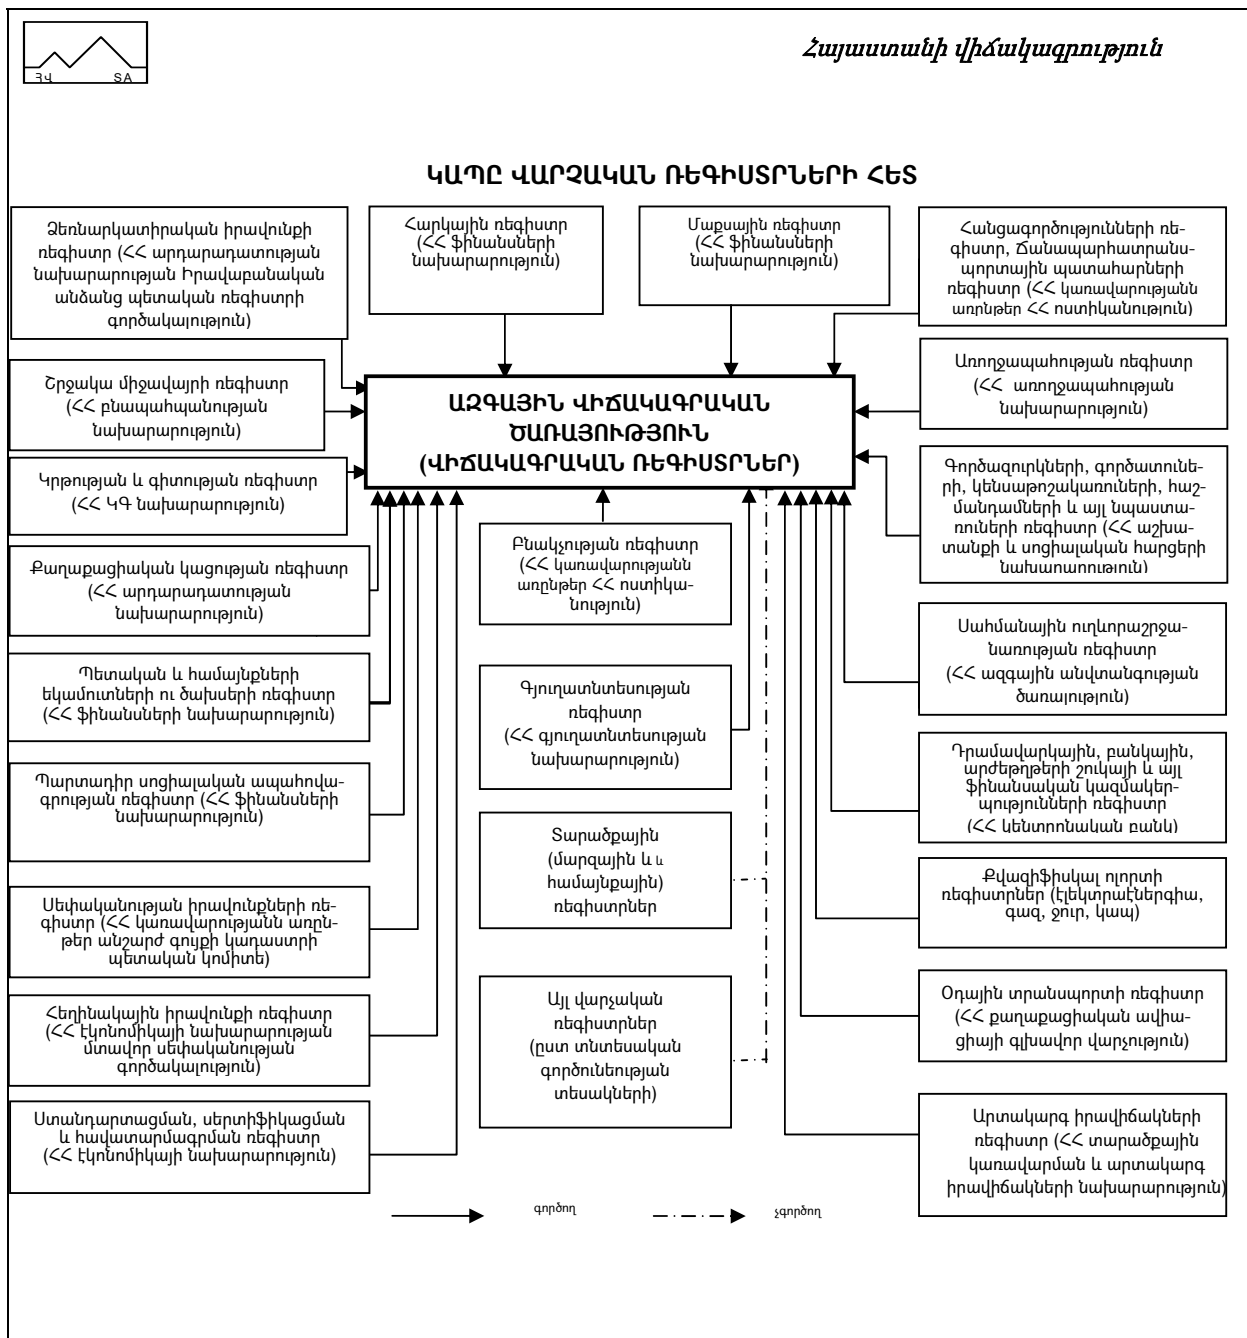 ՀՎ SA
Հայաստանի վիճակագրություն
ԿԱՊԸ ՎԱՐՉԱԿԱՆ ՌԵԳԻՍՏՐՆԵՐԻ ՀԵՏ
Ձեռնարկատիրական իրավունքի
ռեգիստր (ՀՀ արդարադատության
նախարարության Իրավաբանական
անձանց պետական ռեգիստրի
գործակալություն)
Հարկային ռեգիստր
(ՀՀ ֆինանսների
նախարարություն)
Մաքսային ռեգիստր
(ՀՀ ֆինանսների
նախարարություն)
Հանցագործությունների ռե-
գիստր, Ճանապարհատրանս-
պորտային պատահարների
ռեգիստր (ՀՀ կառավարությանն
առընթեր ՀՀ ոստիկանություն)
Շրջակա միջավայրի ռեգիստր
(ՀՀ բնապահպանության
նախարարություն)
ԱԶԳԱՅԻՆ ՎԻՃԱԿԱԳՐԱԿԱՆ
ԾԱՌԱՅՈՒԹՅՈՒՆ
(ՎԻՃԱԿԱԳՐԱԿԱՆ ՌԵԳԻՍՏՐՆԵՐ)
Առողջապահության ռեգիստր
(ՀՀ առողջապահության
նախարարություն)
Կրթության և գիտության ռեգիստր
(ՀՀ ԿԳ նախարարություն)
Գործազուրկների, գործատունե-
րի, կենսաթոշակառուների, հաշ-
մանդամների և այլ նպաստա-
ռուների ռեգիստր (ՀՀ աշխա-
տանքի և սոցիալական հարցերի
նախարարություն)
Քաղաքացիական կացության ռեգիստր
(ՀՀ արդարադատության
նախարարություն)
Բնակչության ռեգիստր
(ՀՀ կառավարությանն
առընթեր ՀՀ ոստիկա-
նություն)
Սահմանային ուղևորաշրջա-
նառության ռեգիստր
(ՀՀ ազգային անվտանգության
ծառայություն)
Պետական և համայնքների
եկամուտների ու ծախսերի ռեգիստր
(ՀՀ ֆինանսների նախարարություն)
Գյուղատնտեսության
ռեգիստր
(ՀՀ գյուղատնտեսության
նախարարություն)
Դրամավարկային, բանկային,
արժեթղթերի շուկայի և այլ
ֆինանսական կազմակեր-
պությունների ռեգիստր
(ՀՀ կենտրոնական բանկ)
Պարտադիր սոցիալական ապահովա-
գրության ռեգիստր (ՀՀ ֆինանսների
նախարարություն)
Տարածքային
(մարզային և և
համայնքային)
ռեգիստրներ
Քվազիֆիսկալ ոլորտի
ռեգիստրներ (էլեկտրաէներգիա,
գազ, ջուր, կապ)
Սեփականության իրավունքների ռե-
գիստր (ՀՀ կառավարությանն առըն-
թեր անշարժ գույքի կադաստրի
պետական կոմիտե)
Այլ վարչական
ռեգիստրներ
(ըստ տնտեսական
գործունեության
տեսակների)
Օդային տրանսպորտի ռեգիստր
(ՀՀ քաղաքացիական ավիա-
ցիայի գլխավոր վարչություն)
Հեղինակային իրավունքի ռեգիստր
(ՀՀ էկոնոմիկայի նախարարության
մտավոր սեփականության
գործակալություն)
Ստանդարտացման, սերտիֆիկացման
և հավատարմագրման ռեգիստր
(ՀՀ էկոնոմիկայի նախարարություն)
Արտակարգ իրավիճակների
ռեգիստր (ՀՀ տարածքային
կառավարման և արտակարգ
իրավիճակների նախարարություն)
գործող
չգործող